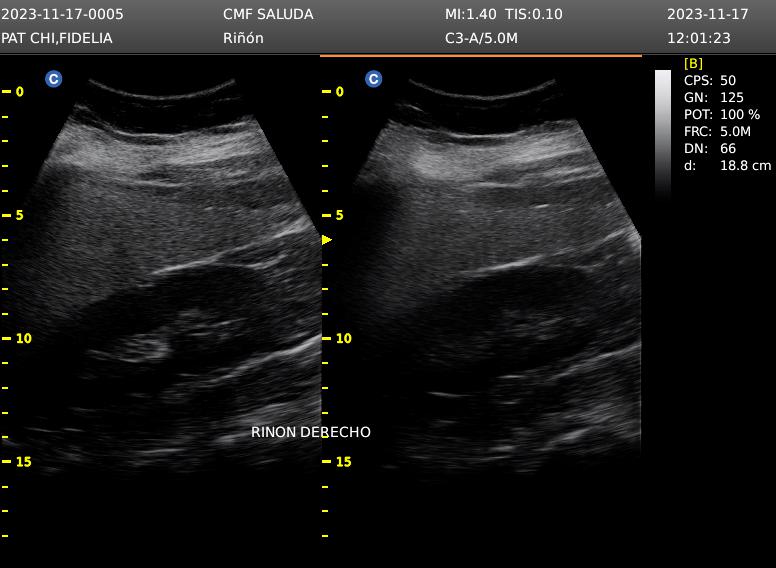 2023-11-17-0005 CMF SALUDA MI:1.40 TIS:0.10 2023-11-17
PAT CHI,FIDELIA Riñón C3-A/5.0M 12:01:23
[B]
CPS: 50
GN: 125
POT: 100 %
FRC: 5.0M
DN: 66
d: 18.8 cm
C C
0 0
5 5
10 10
RINON DERECHO
15 15